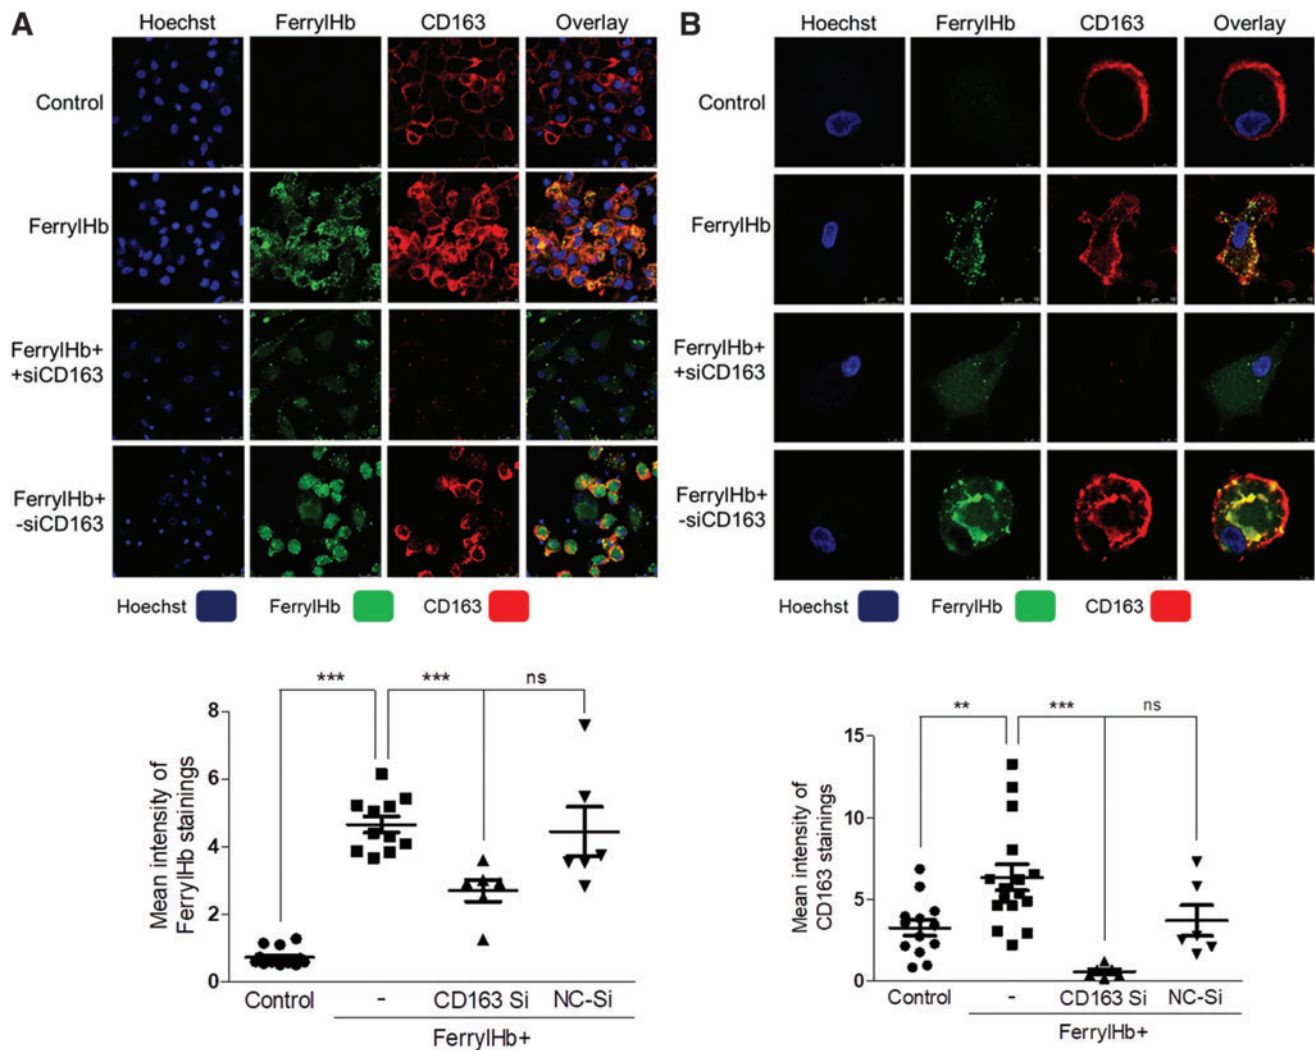 A
Hoechst FerrylHb CD163 Overlay
Control
FerrylHb
FerrylHb+
+siCD163
FerrylHb+
-siCD163
Hoechst FerrylHb CD163
B
Hoechst FerrylHb CD163 Overlay
Control
FerrylHb
FerrylHb+
+siCD163
FerrylHb+
-siCD163
Hoechst FerrylHb CD163
*** *** ns
Mean intensity of
FerrylHb stainings
8
6
4
2
0
Control - CD163 Si NC-Si
FerrylHb+
** *** ns
Mean intensity of
CD163 stainings
15
10
5
0
Control - CD163 Si NC-Si
FerrylHb+